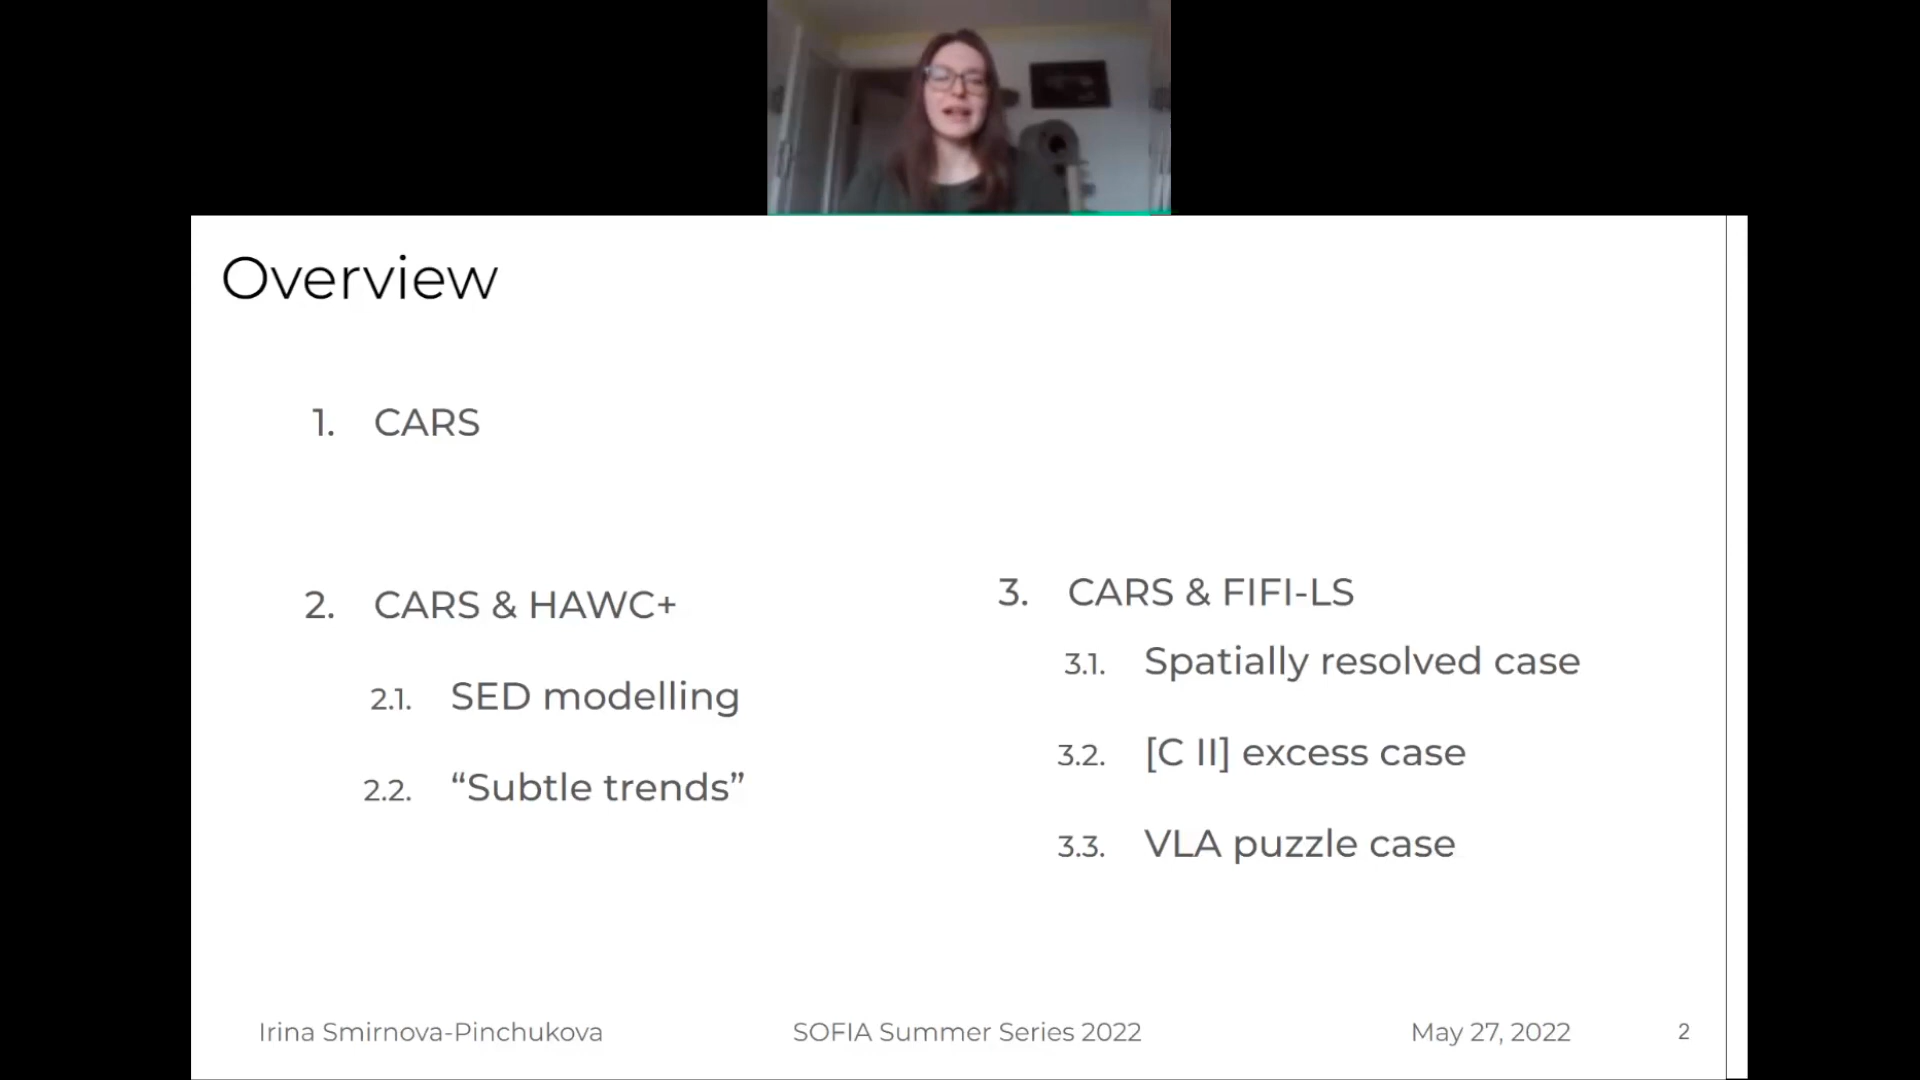 Overview
1. CARS
2. CARS & HAWC+
2.1. SED modelling
2.2. “Subtle trends”
3. CARS & FIFI-LS
3.1. Spatially resolved case
3.2. [C II] excess case
3.3. VLA puzzle case
Irina Smirnova-Pinchukova SOFIA Summer Series 2022 May 27, 2022 2